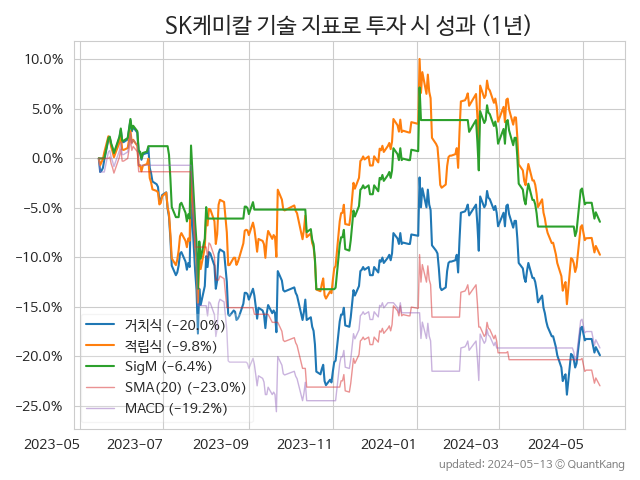 SK케미칼 기술 지표로 투자 시 성과 (1년)
10.0%
5.0%
0.0%
−5.0%
−10.0%
−15.0%
−20.0%
−25.0%
거치식 (−20.0%)
적립식 (−9.8%)
SigM (−6.4%)
SMA(20) (−23.0%)
MACD (−19.2%)
2023-05 2023-07 2023-09 2023-11 2024-01 2024-03 2024-05
updated: 2024-05-13 © QuantKang